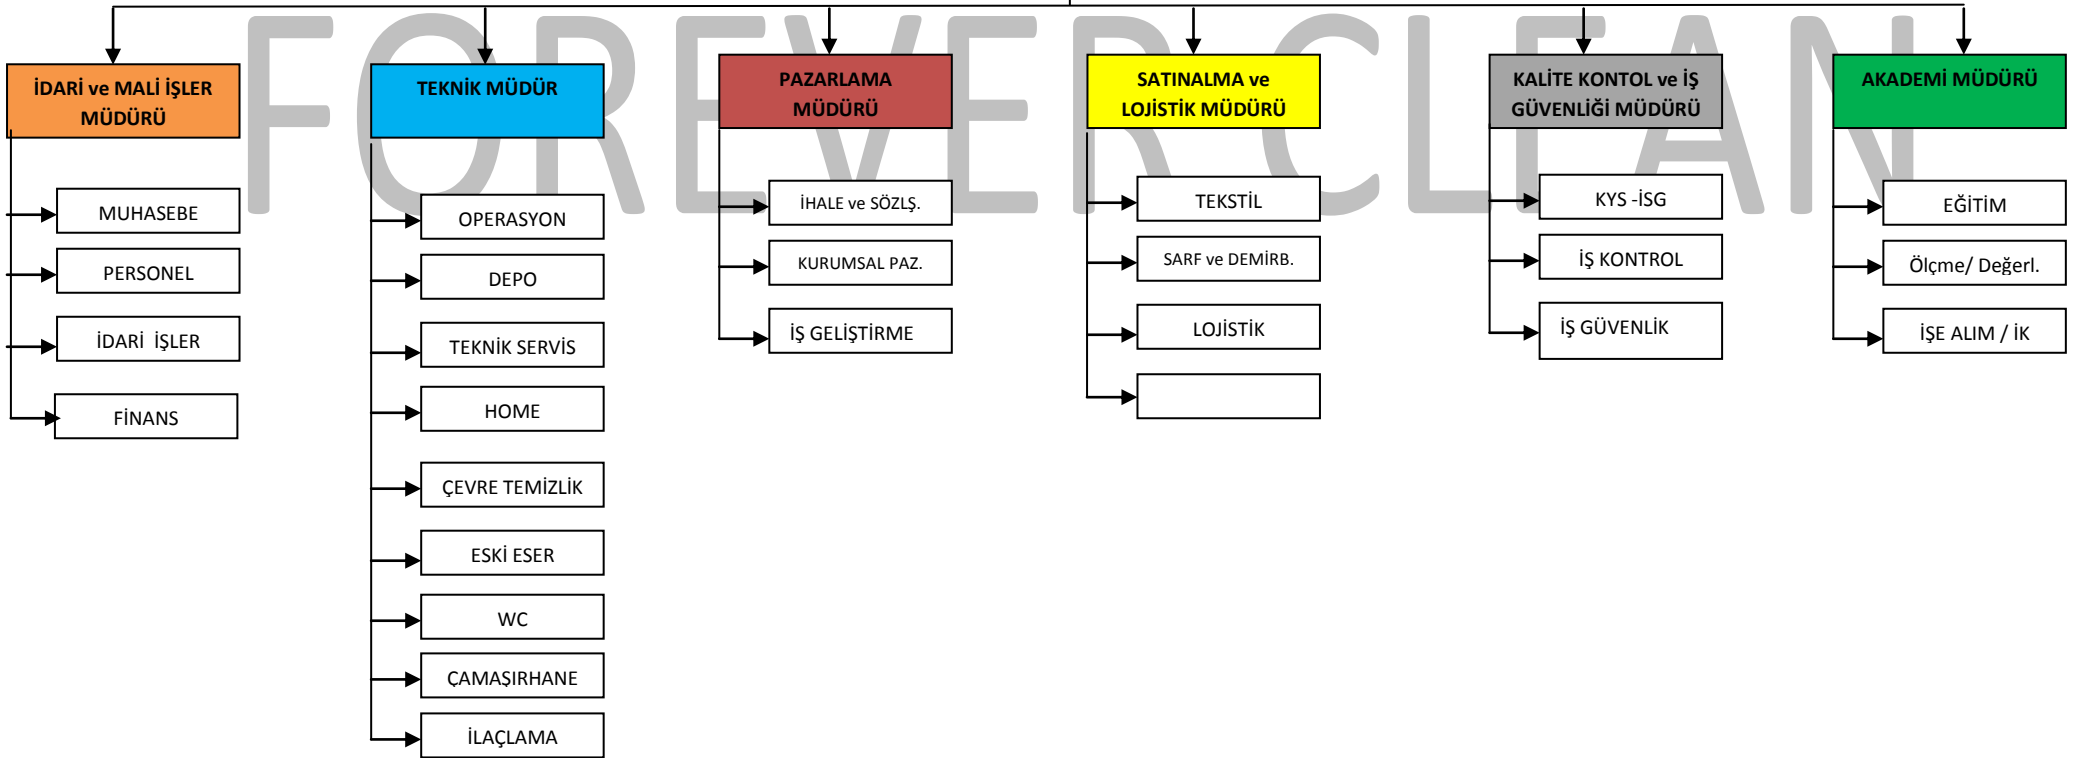 FOREVER CLEAN
İDARİ ve MALİ İŞLER
MÜDÜRÜ
MUHASEBE
PERSONEL
İDARİ İŞLER
FİNANS
TEKNİK MÜDÜR
OPERASYON
DEPO
TEKNİK SERVİS
HOME
ÇEVRE TEMİZLİK
ESKİ ESER
WC
ÇAMAŞIRHANE
İLAÇLAMA
PAZARLAMA
MÜDÜRÜ
İHALE ve SÖZLŞ.
KURUMSAL PAZ.
İŞ GELİŞTİRME
SATINALMA ve
LOJİSTİK MÜDÜRÜ
TEKSTİL
SARF ve DEMİRB.
LOJİSTİK
KALİTE KONTOL ve İŞ
GÜVENLİĞİ MÜDÜRÜ
KYS -İSG
İŞ KONTROL
İŞ GÜVENLİK
AKADEMİ MÜDÜRÜ
EĞİTİM
Ölçme/ Değerl.
İŞE ALIM / İK